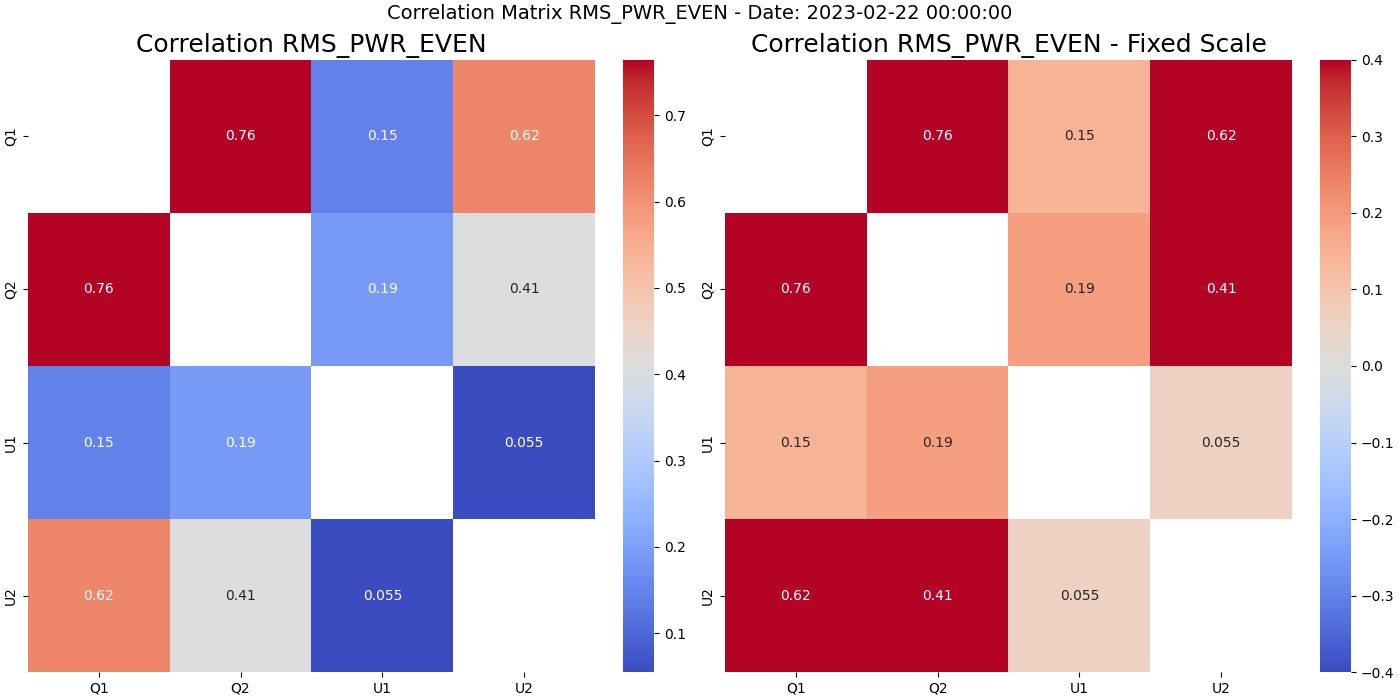 Correlation Matrix RMS_PWR_EVEN - Date: 2023-02-22 00:00:00
Correlation RMS_PWR_EVEN
Q1
0.76
0.15
0.62
Q2
0.76
0.19
0.41
U1
0.15
0.19
0.055
U2
0.62
0.41
0.055
Q1
Q2
U1
U2
0.7
0.6
0.5
0.4
0.3
0.2
0.1
Correlation RMS_PWR_EVEN - Fixed Scale
Q1
0.76
0.15
0.62
Q2
0.76
0.19
0.41
U1
0.15
0.19
0.055
U2
0.62
0.41
0.055
Q1
Q2
U1
U2
0.4
0.3
0.2
0.1
0.0
−0.1
−0.2
−0.3
−0.4